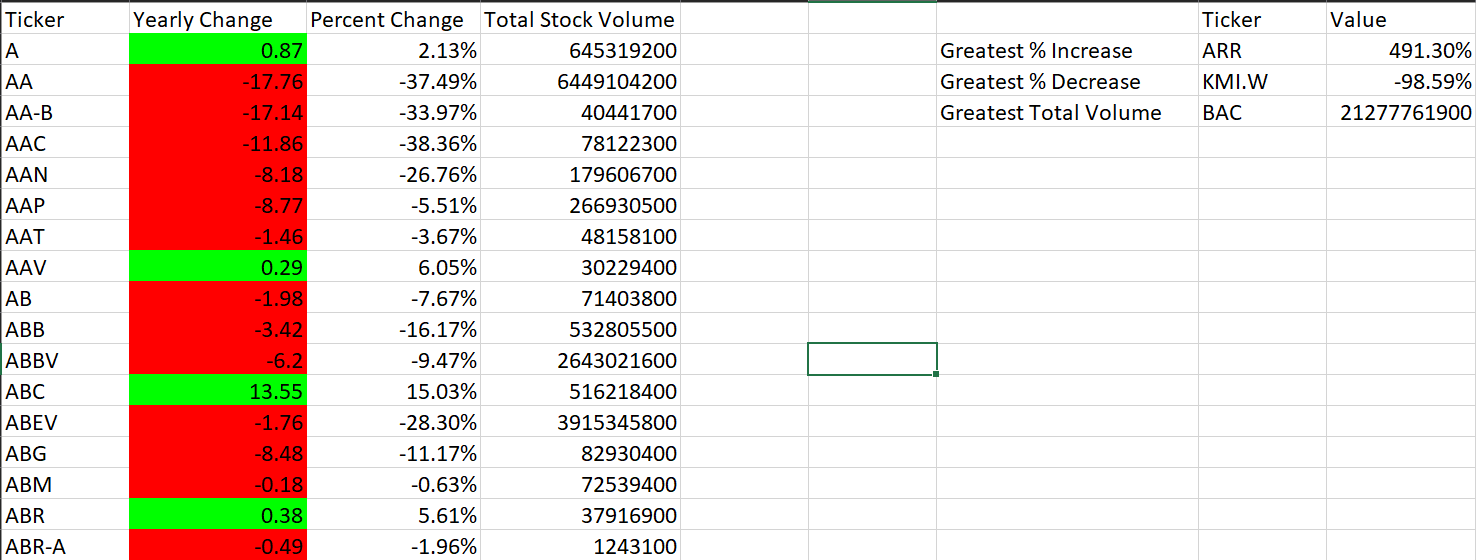 Ticker Yearly Change Percent Change Total Stock Volume Ticker Value
A 0.87 2.13% 645319200 Greatest % Increase ARR 491.30%
AA -17.76 -37.49% 6449104200 Greatest % Decrease KMI.W -98.59%
AA-B -17.14 -33.97% 40441700 Greatest Total Volume BAC 21277761900
AAC -11.86 -38.36% 78122300
AAN -8.18 -26.76% 179606700
AAP -8.77 -5.51% 266930500
AAT -1.46 -3.67% 48158100
AAV 0.29 6.05% 30229400
AB -1.98 -7.67% 71403800
ABB -3.42 -16.17% 532805500
ABBV -6.2 -9.47% 2643021600
ABC 13.55 15.03% 516218400
ABEV -1.76 -28.30% 3915345800
ABG -8.48 -11.17% 82930400
ABM -0.18 -0.63% 72539400
ABR 0.38 5.61% 37916900
ABR-A -0.49 -1.96% 1243100